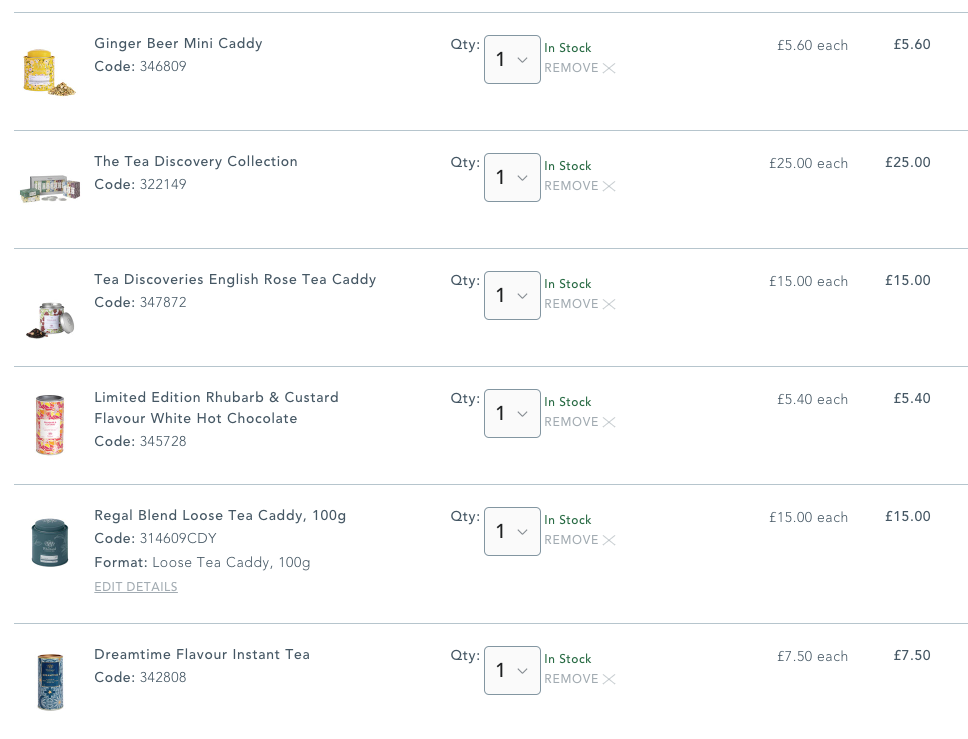 Ginger Beer Mini Caddy
Code: 346809
Qty: 1
In Stock
REMOVE
£5.60 each
£5.60
The Tea Discovery Collection
Code: 322149
Qty: 1
In Stock
REMOVE
£25.00 each
£25.00
Tea Discoveries English Rose Tea Caddy
Code: 347872
Qty: 1
In Stock
REMOVE
£15.00 each
£15.00
Limited Edition Rhubarb & Custard
Flavour White Hot Chocolate
Code: 345728
Qty: 1
In Stock
REMOVE
£5.40 each
£5.40
Regal Blend Loose Tea Caddy, 100g
Code: 314609CDY
Format: Loose Tea Caddy, 100g
EDIT DETAILS
Qty: 1
In Stock
REMOVE
£15.00 each
£15.00
Dreamtime Flavour Instant Tea
Code: 342808
Qty: 1
In Stock
REMOVE
£7.50 each
£7.50